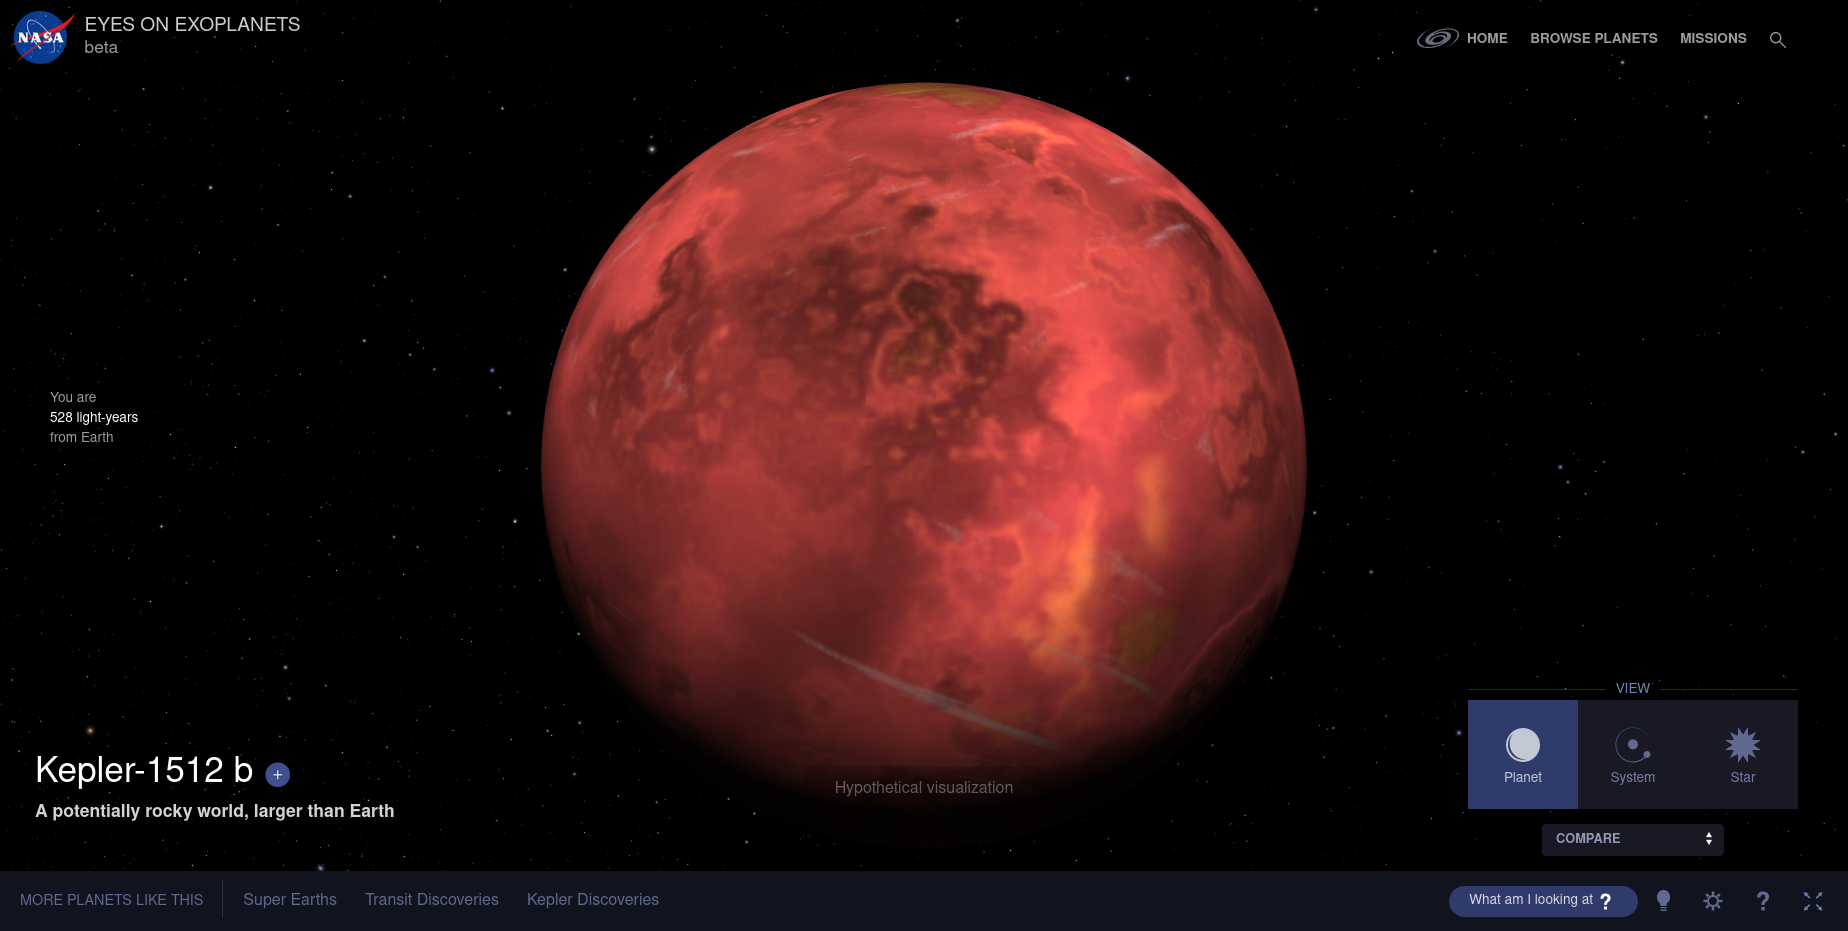 NASA
EYES ON EXOPLANETS
beta
HOME
BROWSE PLANETS
MISSIONS
You are
528 light-years
from Earth
Kepler-1512 b +
A potentially rocky world, larger than Earth
Hypothetical visualization
VIEW
Planet
System
Star
COMPARE
MORE PLANETS LIKE THIS
Super Earths
Transit Discoveries
Kepler Discoveries
What am I looking at ?
?